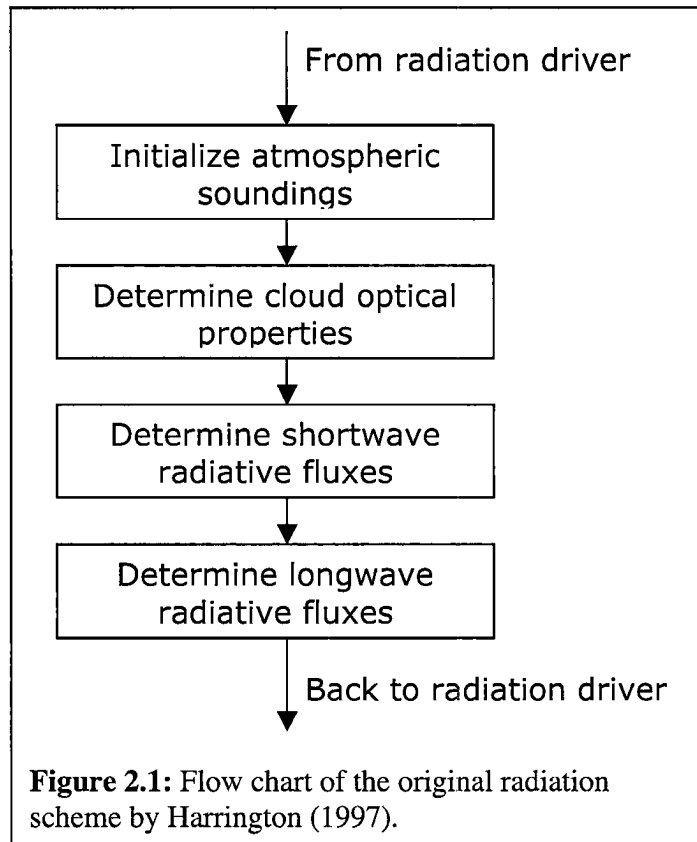 From radiation driver
Initialize atmospheric
soundings
Determine cloud optical
properties
Determine shortwave
radiative fluxes
Determine longwave
radiative fluxes
Back to radiation driver
Figure 2.1: Flow chart of the original radiation
scheme by Harrington (1997).